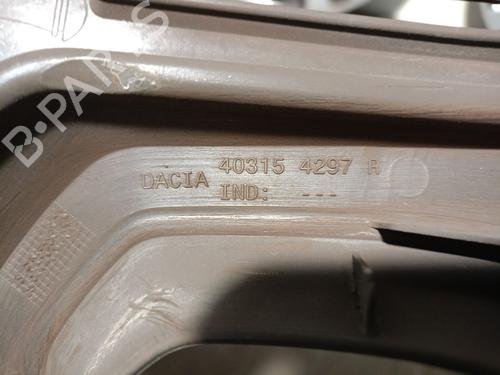 B-PARTS
DACIA 40315 4297 R
IND: ---